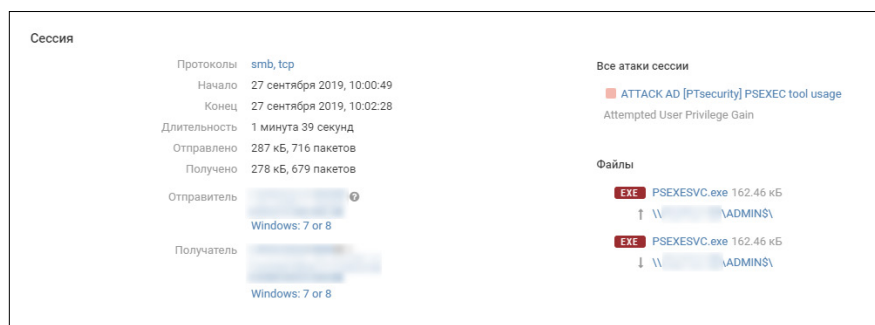 Сессия
Протоколы smb, tcp
Начало 27 сентября 2019, 10:00:49
Конец 27 сентября 2019, 10:02:28
Длительность 1 минута 39 секунд
Отправлено 287 кБ, 716 пакетов
Получено 278 кБ, 679 пакетов
Отправитель
Windows: 7 or 8
Получатель
Windows: 7 or 8
Все атаки сессии
ATTACK AD [PTsecurity] PSEXEC tool usage
Attempted User Privilege Gain
Файлы
EXE PSEXESVC.exe 162.46 кБ
↑ \\ \ADMIN$\
EXE PSEXESVC.exe 162.46 кБ
↓ \\ \ADMIN$\